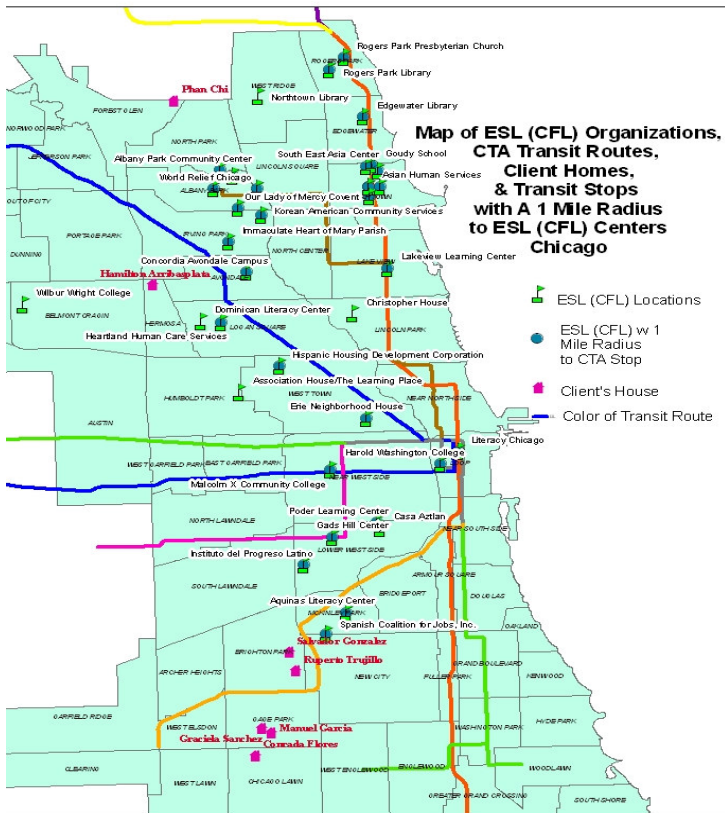 Rogers Park Presbyterian Church
ROGERS PARK
Rogers Park Library
WEST RIDGE
Phan Chi
Northtown Library
FOREST GLEN
Edgewater Library
NORWOOD PARK
EDGEWATER
Map of ESL (CFL) Organizations,
CTA Transit Routes,
Client Homes,
& Transit Stops
with A 1 Mile Radius
to ESL (CFL) Centers
Chicago
NORTH PARK
JEFFERSON PARK
Albany Park Community Center
LINCOLN SQUARE
South East Asia Center
Goudy School
World Relief Chicago
Asian Human Services
ALBANY PARK
Our Lady of Mercy Covent
OUT OF CITY
Korean American Community Services
PORTAGE PARK
IRVING PARK
Immaculate Heart of Mary Parish
NORTH CENTER
DUNNING
Concordia Avondale Campus
LAKE VIEW
Lakeview Learning Center
AVONDALE
Hamilton Arribasplata
Wilbur Wright College
Christopher House
BELMONT CRAGIN
Dominican Literacy Center
HERMOSA
LOGAN SQUARE
LINCOLN PARK
Heartland Human Care Services
Hispanic Housing Development Corporation
Association House/The Learning Place
WEST TOWN
NEAR NORTH SIDE
HUMBOLDT PARK
Erie Neighborhood House
AUSTIN
Literacy Chicago
Harold Washington College
WEST GARFIELD PARK
EAST GARFIELD PARK
LOOP
NEAR WEST SIDE
Malcolm X Community College
Poder Learning Center
Casa Aztlan
NORTH LAWNDALE
Gads Hill Center
NEAR SOUTH SIDE
LOWER WEST SIDE
Instituto del Progreso Latino
ARMOUR SQUARE
SOUTH LAWNDALE
BRIDGEPORT
DOUGLAS
Aquinas Literacy Center
MCKINLEY PARK
Spanish Coalition for Jobs, Inc.
OAKLAND
Salvador Gonzalez
BRIGHTON PARK
Ruperto Trujillo
GRAND BOULEVARD
ARCHER HEIGHTS
NEW CITY
FULLER PARK
KENWOOD
GARFIELD RIDGE
GAGE PARK
HYDE PARK
WEST ELSDON
Manuel Garcia
WASHINGTON PARK
Graciela Sanchez
Conrada Flores
CLEARING
WEST ENGLEWOOD
ENGLEWOOD
WOODLAWN
WEST LAWN
CHICAGO LAWN
GREATER GRAND CROSSING
SOUTH SHORE
ESL (CFL) Locations
ESL (CFL) w 1
Mile Radius
to CTA Stop
Client's House
Color of Transit Route